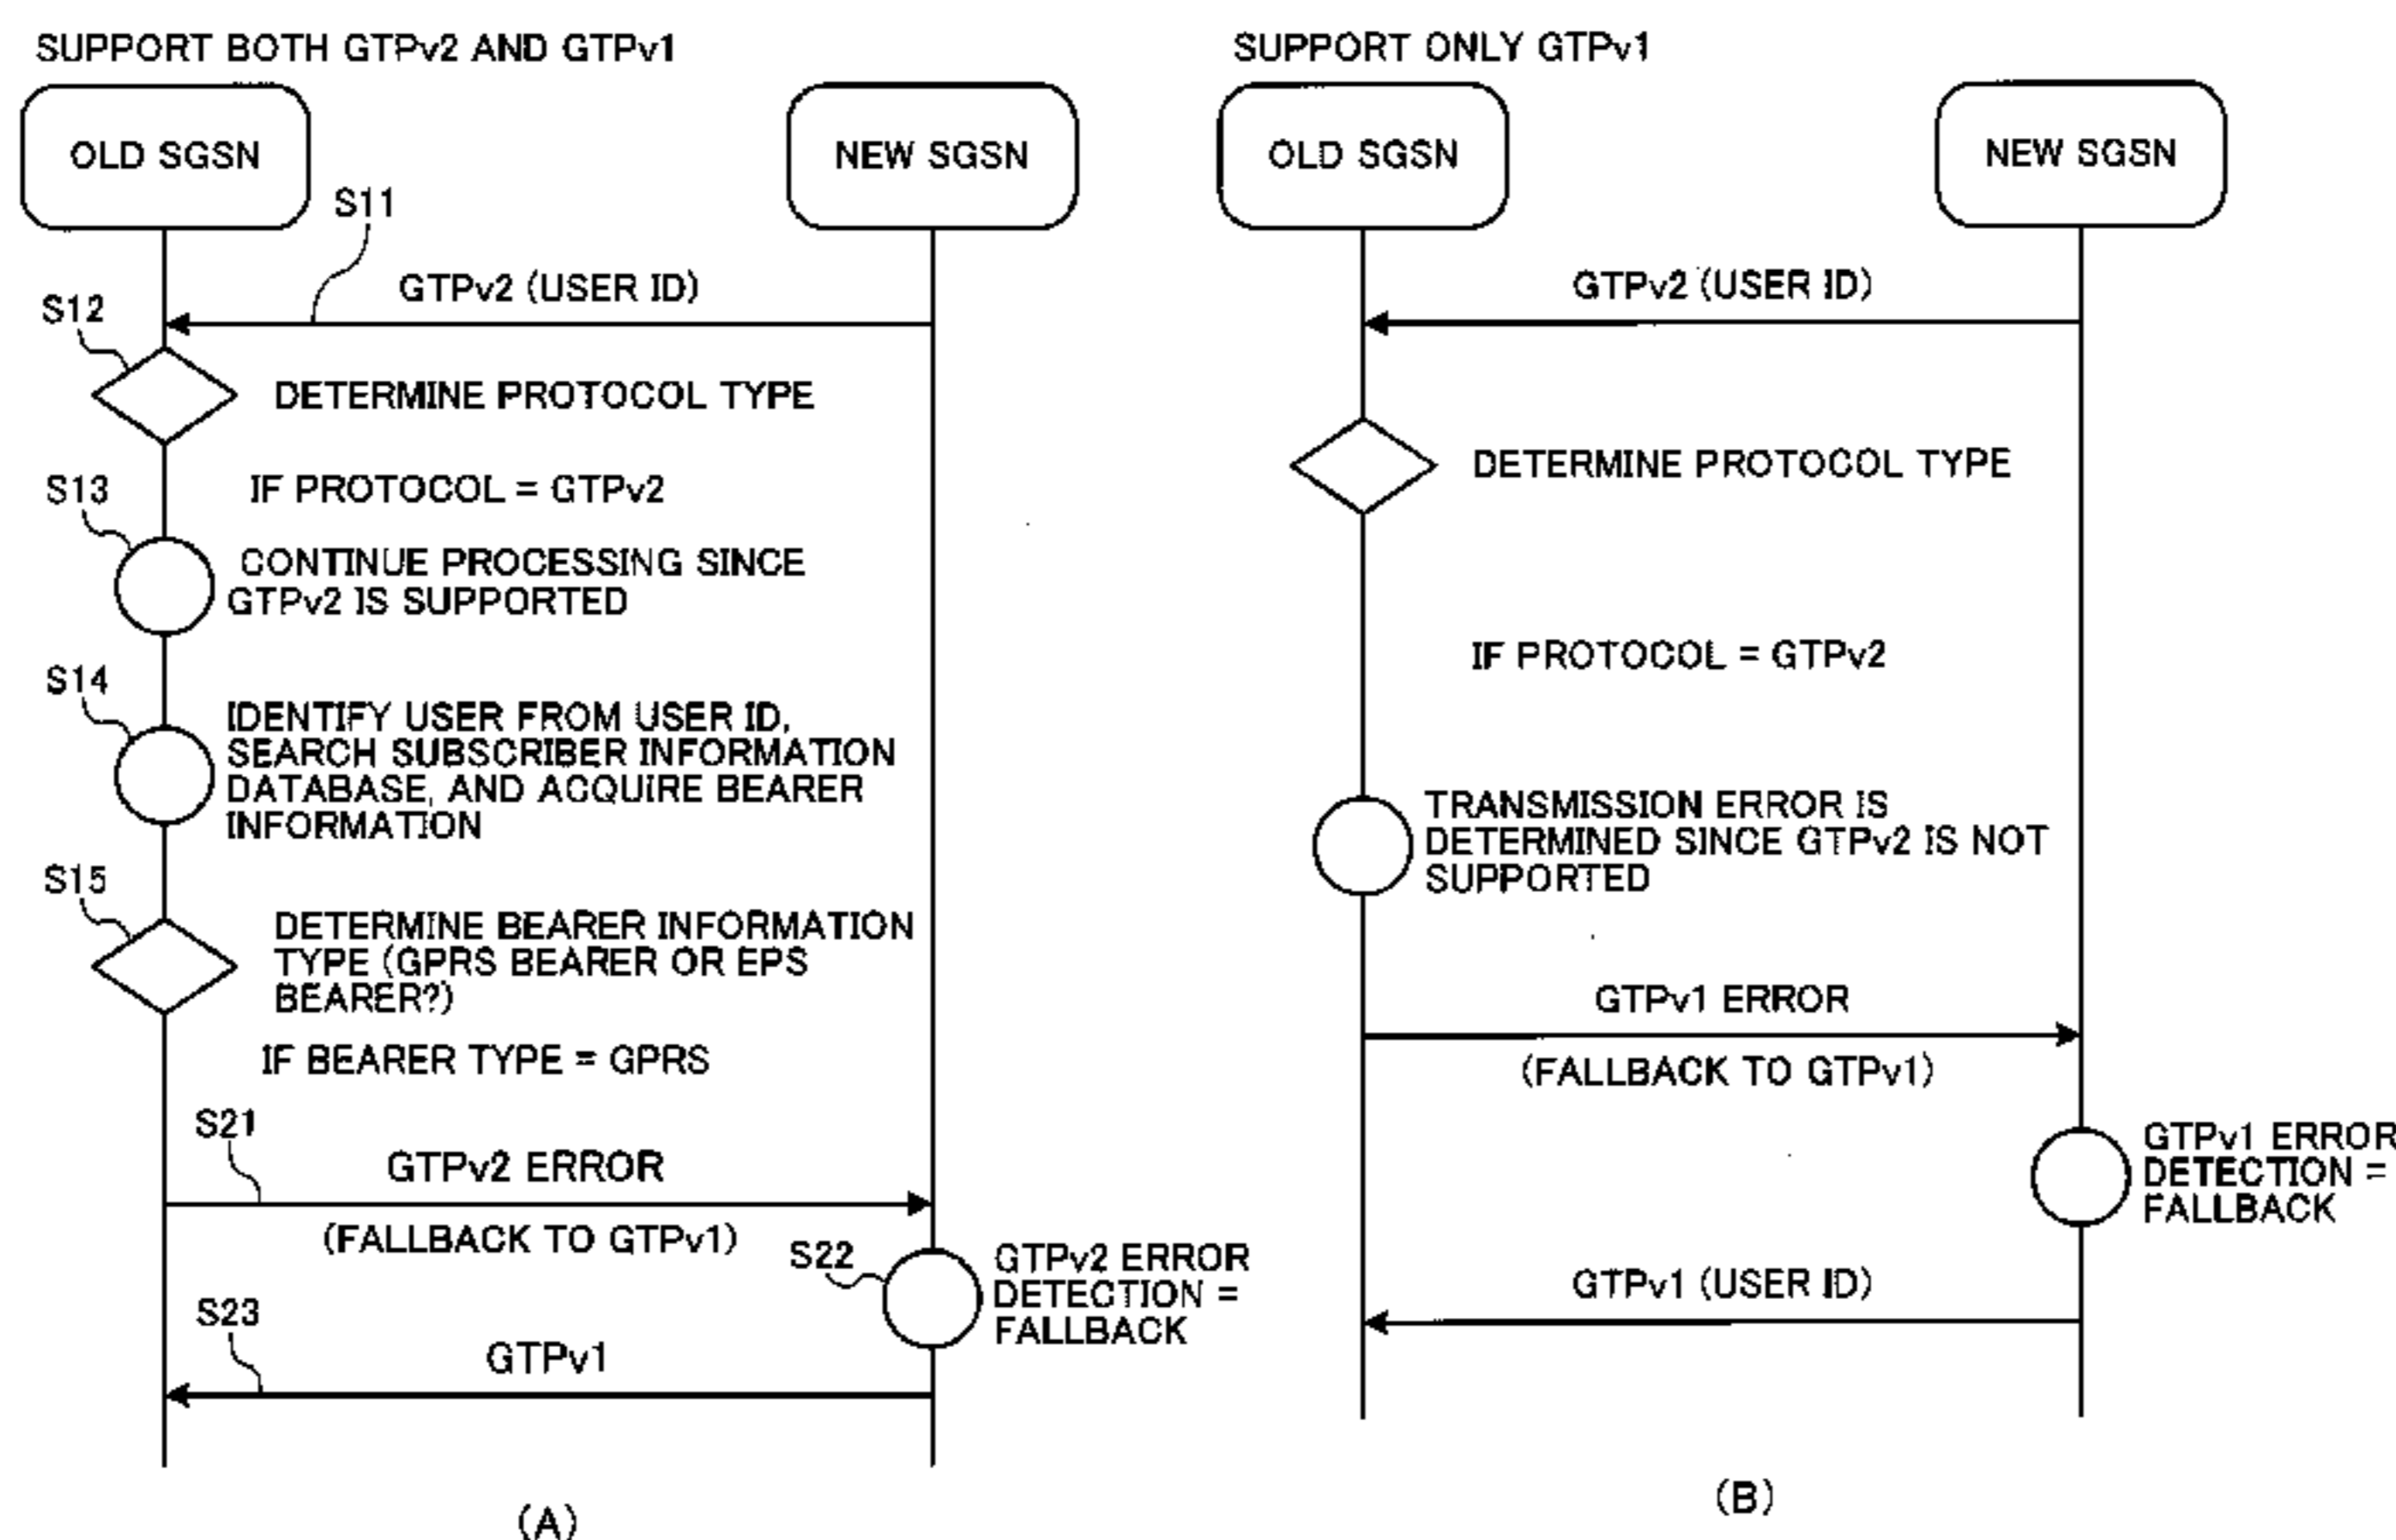 SUPPORT BOTH GTPv2 AND GTPv1
OLD SGSN
NEW SGSN
S11
GTPv2 (USER ID)
S12
DETERMINE PROTOCOL TYPE
S13
IF PROTOCOL = GTPv2
CONTINUE PROCESSING SINCE
GTPv2 IS SUPPORTED
S14
IDENTIFY USER FROM USER ID,
SEARCH SUBSCRIBER INFORMATION
DATABASE, AND ACQUIRE BEARER
INFORMATION
S15
DETERMINE BEARER INFORMATION
TYPE (GPRS BEARER OR EPS
BEARER?)
IF BEARER TYPE = GPRS
S21
GTPv2 ERROR
(FALLBACK TO GTPv1)
S22
GTPv2 ERROR
DETECTION =
FALLBACK
S23
GTPv1
(A)
SUPPORT ONLY GTPv1
OLD SGSN
NEW SGSN
GTPv2 (USER ID)
DETERMINE PROTOCOL TYPE
IF PROTOCOL = GTPv2
TRANSMISSION ERROR IS
DETERMINED SINCE GTPv2 IS NOT
SUPPORTED
GTPv1 ERROR
(FALLBACK TO GTPv1)
GTPv1 ERROR
DETECTION =
FALLBACK
GTPv1 (USER ID)
(B)